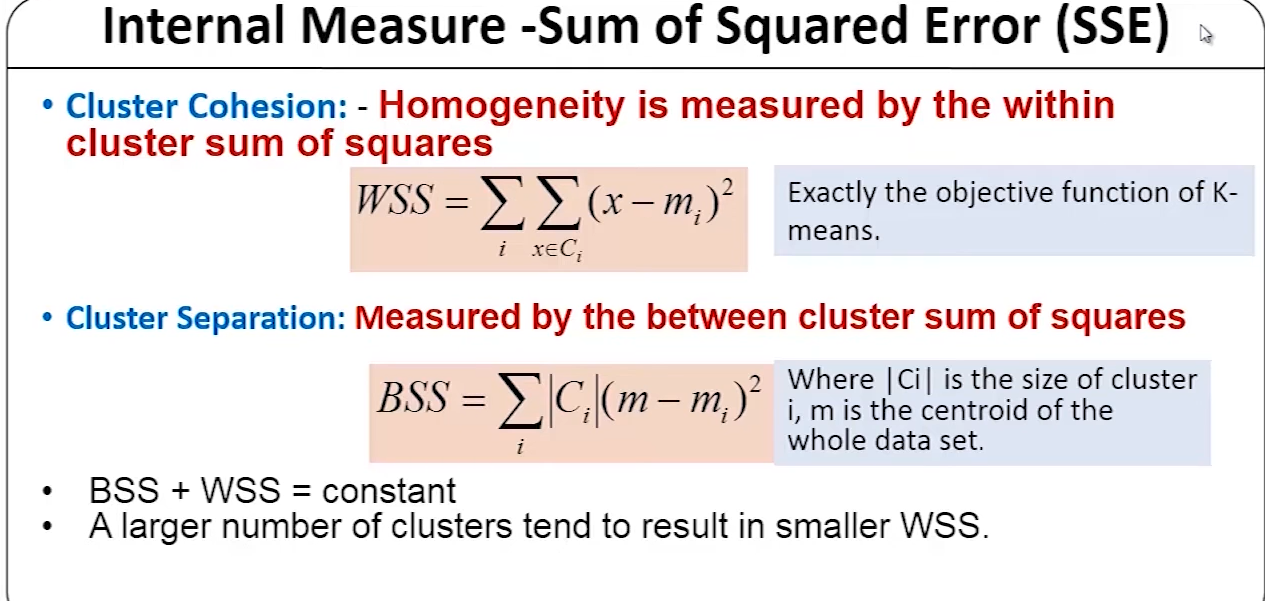 Internal Measure -Sum of Squared Error (SSE)
• Cluster Cohesion: - Homogeneity is measured by the within
cluster sum of squares
WSS = ∑ ∑ (x − mᵢ)²
i x∈Cᵢ
Exactly the objective function of K-
means.
• Cluster Separation: Measured by the between cluster sum of squares
BSS = ∑ |Cᵢ|(m − mᵢ)²
i
Where |Ci| is the size of cluster
i, m is the centroid of the
whole data set.
• BSS + WSS = constant
• A larger number of clusters tend to result in smaller WSS.